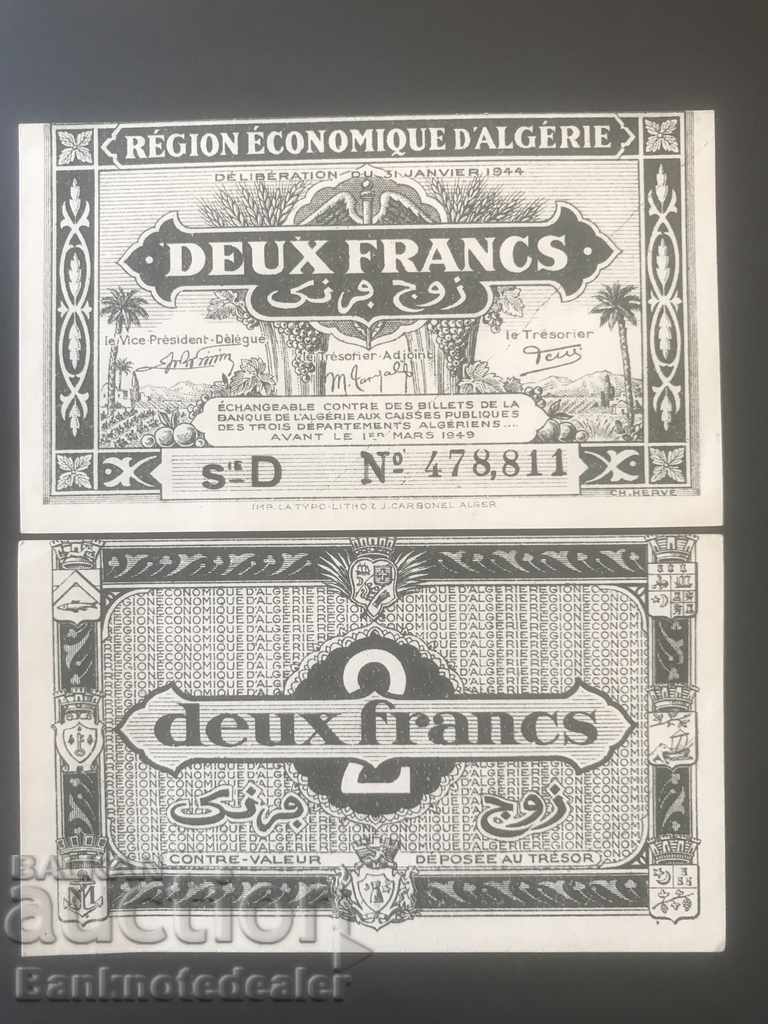 RÉGION ÉCONOMIQUE D'ALGÉRIE
DÉLIBÉRATION DU 31 JANVIER 1944
DEUX FRANCS
زوج فرنك
le Vice-Président-Délégué
le Trésorier-Adjoint
le Trésorier
ÉCHANGEABLE CONTRE DES BILLETS DE LA
BANQUE DE L'ALGÉRIE AUX CAISSES PUBLIQUES
DES TROIS DÉPARTEMENTS ALGÉRIENS....
AVANT LE 1ER MARS 1949
SIE D Nº 478,811
CH. HERVÉ
IMP. LA TYPO-LITHO & J. CARBONEL ALGER
RÉGION ÉCONOMIQUE D'ALGÉRIE
2
deux francs
زوج فرنك
CONTRE-VALEUR DÉPOSÉE AU TRÉSOR
BALKAN
auction
Banknotedealer